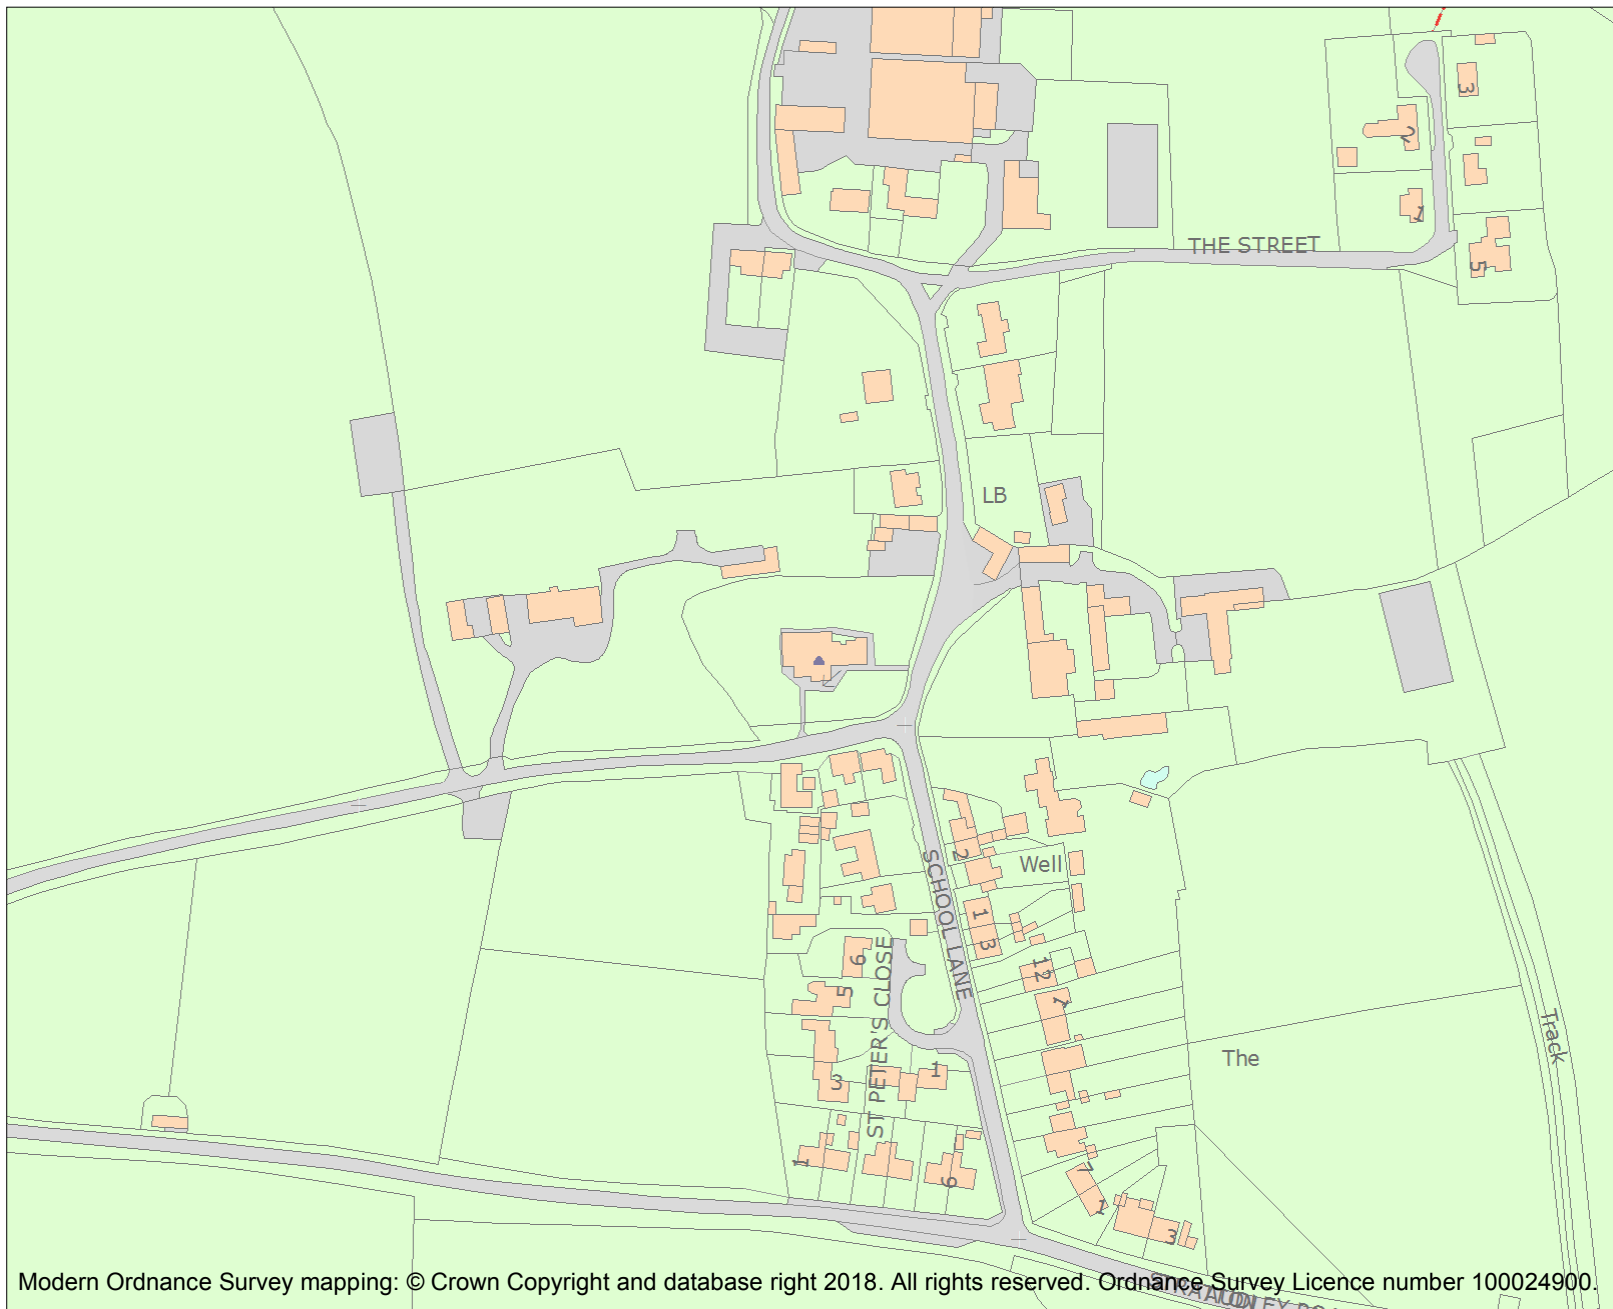 3
2
1
THE STREET
5
LB
SCHOOL LANE
2
Well
1
3
6
5
12
1
ST PETER'S CLOSE
Track
The
3
1
1
9
7
1
3
Modern Ordnance Survey mapping: © Crown Copyright and database right 2018. All rights reserved. Ordnance Survey Licence number 100024900.